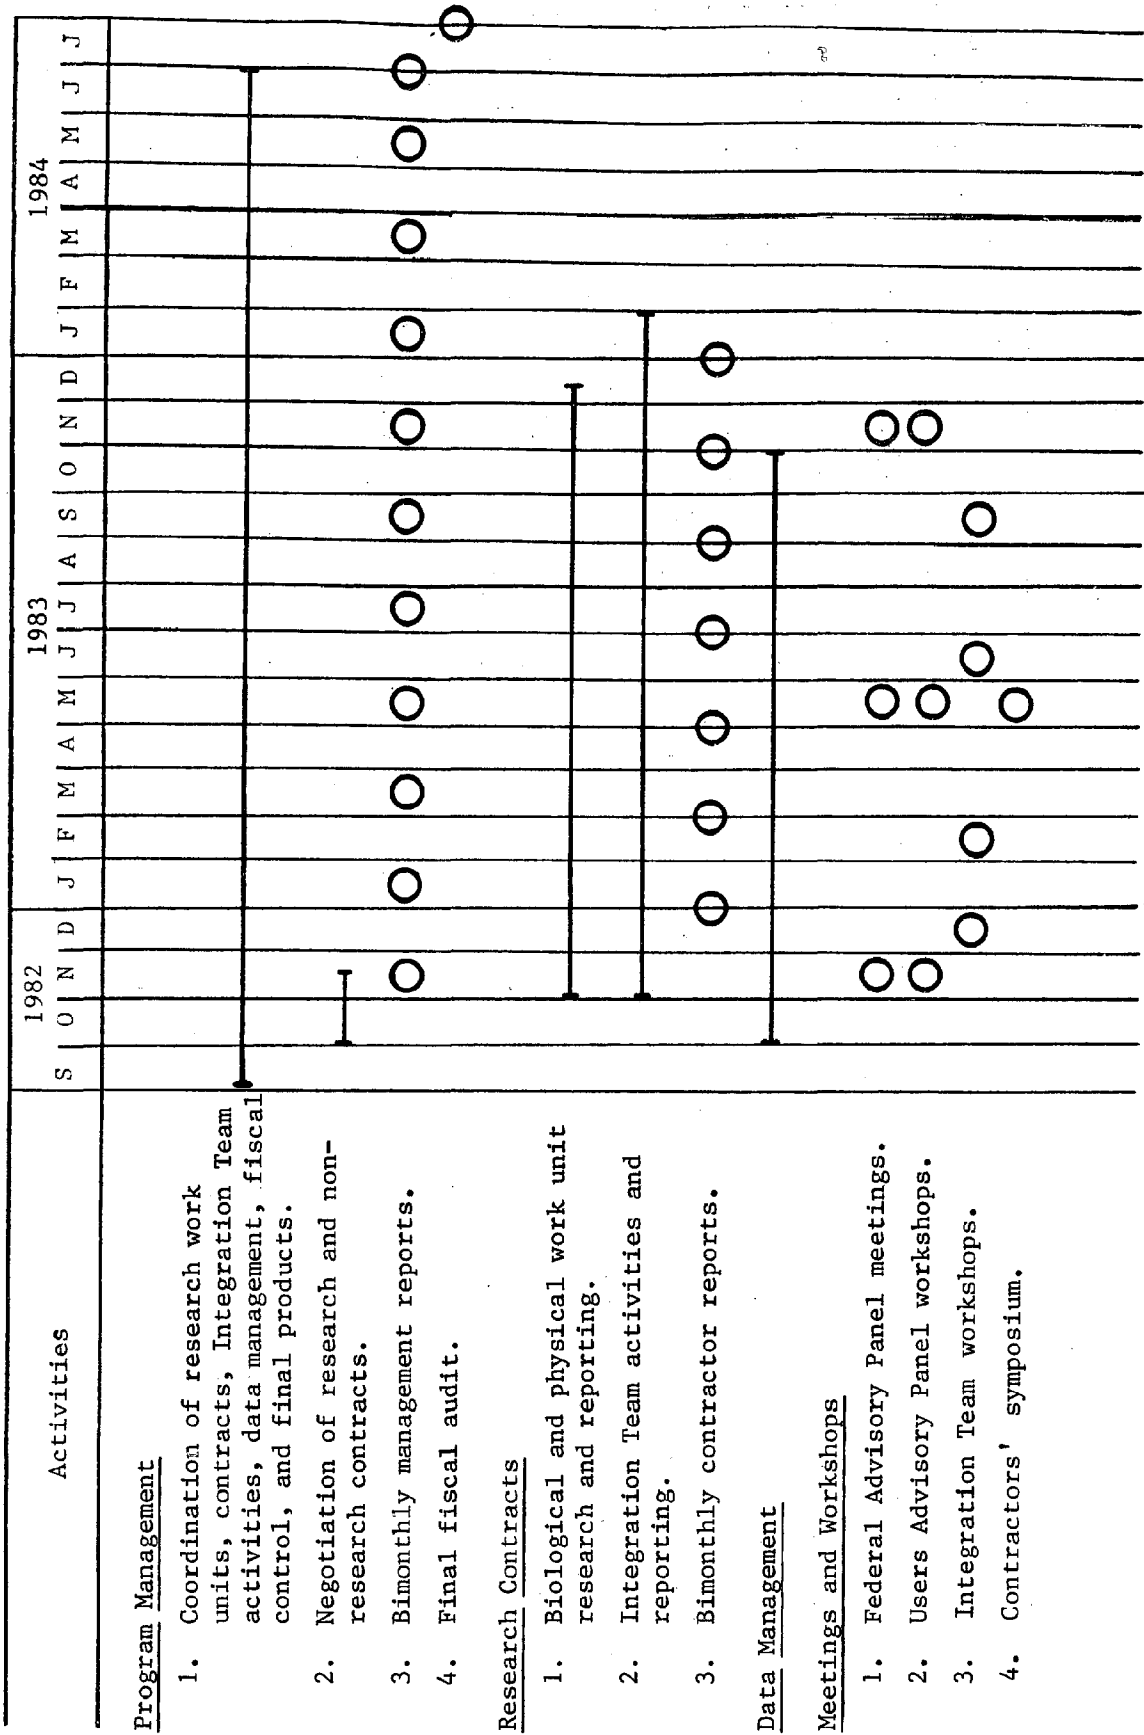 Activities
1982
1983
1984
S O N D J F M A M J J A S O N D J F M A M J J
Program Management
1. Coordination of research work
units, contracts, Integration Team
activities, data management, fiscal
control, and final products.
2. Negotiation of research and non-
research contracts.
3. Bimonthly management reports.
4. Final fiscal audit.
Research Contracts
1. Biological and physical work unit
research and reporting.
2. Integration Team activities and
reporting.
3. Bimonthly contractor reports.
Data Management
Meetings and Workshops
1. Federal Advisory Panel meetings.
2. Users Advisory Panel workshops.
3. Integration Team workshops.
4. Contractors' symposium.